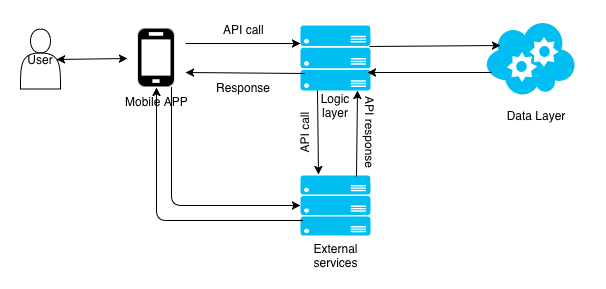 API call
User
Mobile APP
Response
Logic
layer
Data Layer
API call
API response
External
services